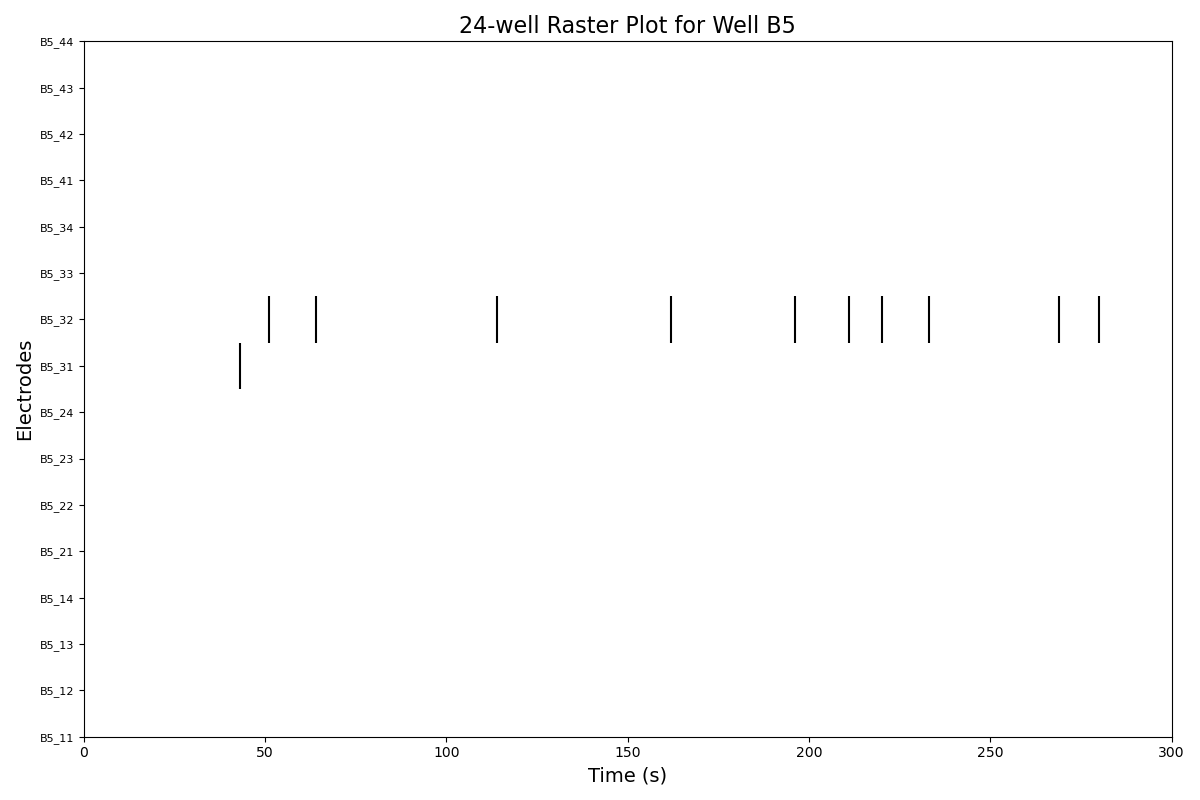 24-well Raster Plot for Well B5
B5_44
B5_43
B5_42
B5_41
B5_34
B5_33
B5_32
B5_31
B5_24
B5_23
B5_22
B5_21
B5_14
B5_13
B5_12
B5_11
Electrodes
0 50 100 150 200 250 300
Time (s)